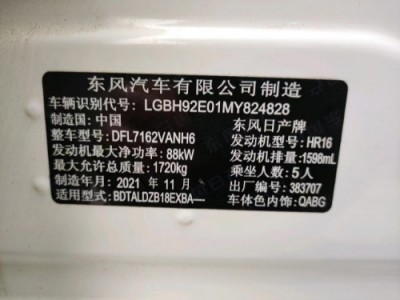 东风汽车有限公司制造
车辆识别代号: LGBH92E01MY824828
制造国: 中国 东风日产牌
整车型号: DFL7162VANH6 发动机型号: HR16
发动机最大净功率: 88kW 发动机排量: 1598mL
最大允许总质量: 1720kg 乘坐人数: 5人
制造年月: 2021 年 11 月 出厂编号: 383707
适用型式: BDTALDZB18EXBA— 车体色内饰: QABG